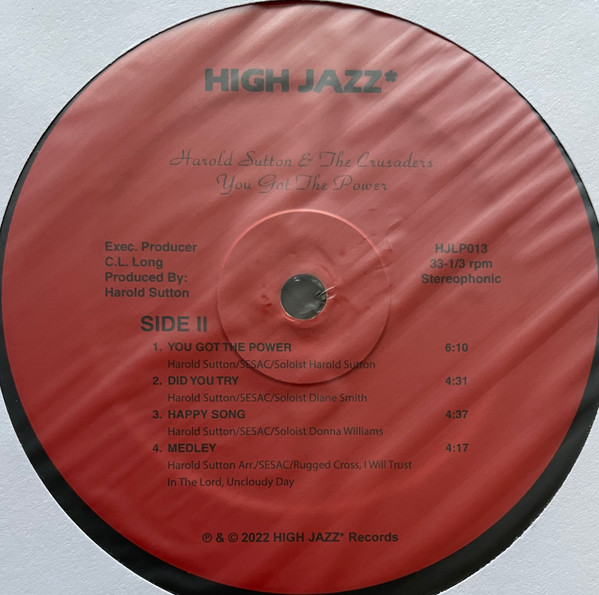 HIGH JAZZ*
Harold Sutton & The Crusaders
You Got The Power
Exec. Producer
C.L. Long
Produced By:
Harold Sutton
HJLP013
33-1/3 rpm
Stereophonic
SIDE II
1. YOU GOT THE POWER 6:10
Harold Sutton/SESAC/Soloist Harold Sutton
2. DID YOU TRY 4:31
Harold Sutton/SESAC/Soloist Diane Smith
3. HAPPY SONG 4:37
Harold Sutton/SESAC/Soloist Donna Williams
4. MEDLEY 4:17
Harold Sutton Arr./SESAC/Rugged Cross, I Will Trust
In The Lord, Uncloudy Day
℗ & © 2022 HIGH JAZZ* Records